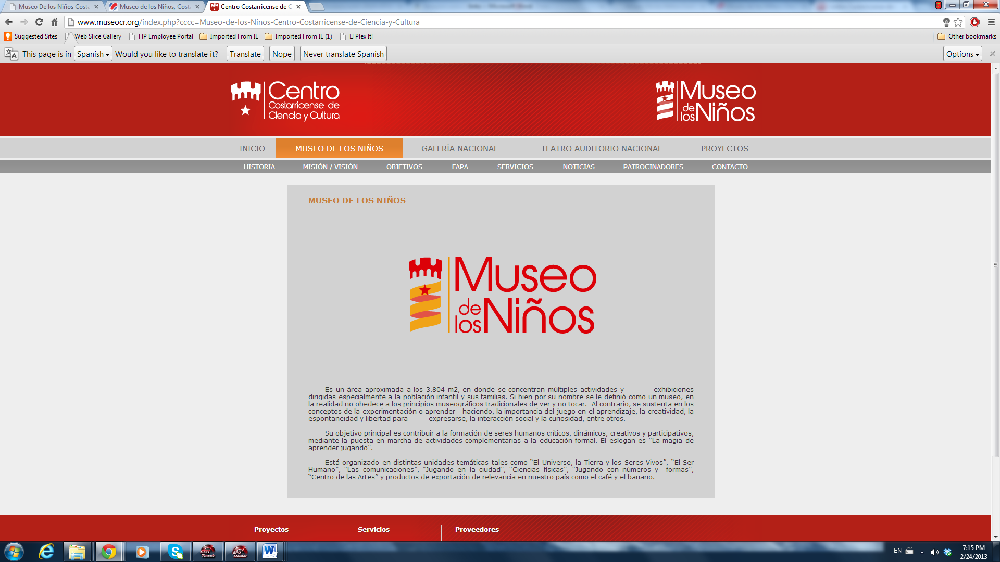 Museo De los Niños Costa
Museo de los Niños, Costa
Centro Costarricense de C
www.museocr.org/index.php?cccc=Museo-de-los-Ninos-Centro-Costarricense-de-Ciencia-y-Cultura
Suggested Sites Web Slice Gallery HP Employee Portal Imported From IE Imported From IE (1) Plex It! Other bookmarks
This page is in Spanish Would you like to translate it? Translate Nope Never translate Spanish Options
Centro
Costarricense de
Ciencia y Cultura
Museo
de los Niños
INICIO MUSEO DE LOS NIÑOS GALERÍA NACIONAL TEATRO AUDITORIO NACIONAL PROYECTOS
HISTORIA MISIÓN / VISIÓN OBJETIVOS FAPA SERVICIOS NOTICIAS PATROCINADORES CONTACTO
MUSEO DE LOS NIÑOS
Museo
de los Niños
Es un área aproximada a los 3.804 m2, en donde se concentran múltiples actividades y exhibiciones
dirigidas especialmente a la población infantil y sus familias. Si bien por su nombre se le definió como un museo, en
la realidad no obedece a los principios museográficos tradicionales de ver y no tocar. Al contrario, se sustenta en los
conceptos de la experimentación o aprender - haciendo, la importancia del juego en el aprendizaje, la creatividad, la
espontaneidad y libertad para expresarse, la interacción social y la curiosidad, entre otros.
Su objetivo principal es contribuir a la formación de seres humanos críticos, dinámicos, creativos y participativos,
mediante la puesta en marcha de actividades complementarias a la educación formal. El eslogan es “La magia de
aprender jugando”.
Está organizado en distintas unidades temáticas tales como “El Universo, la Tierra y los Seres Vivos”, “El Ser
Humano”, “Las comunicaciones”, “Jugando en la ciudad”, “Ciencias físicas”, “Jugando con números y formas”,
“Centro de las Artes” y productos de exportación de relevancia en nuestro país como el café y el banano.
Proyectos Servicios Proveedores
GPU Tweak
GPU Monitor
EN
7:15 PM
2/24/2013